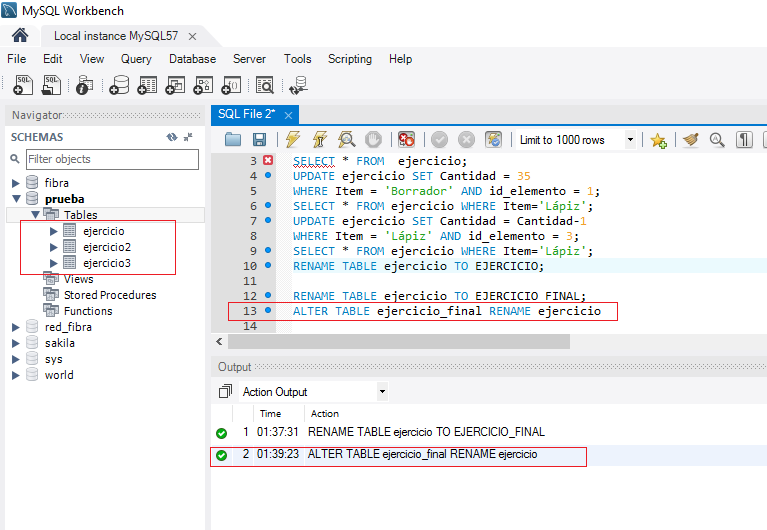 MySQL Workbench
Local instance MySQL57
File Edit View Query Database Server Tools Scripting Help
Navigator
SCHEMAS
Filter objects
fibra
prueba
Tables
ejercicio
ejercicio2
ejercicio3
Views
Stored Procedures
Functions
red_fibra
sakila
sys
world
SQL File 2*
Limit to 1000 rows
3 SELECT * FROM  ejercicio;
4 UPDATE ejercicio SET Cantidad = 35
5 WHERE Item = 'Borrador' AND id_elemento = 1;
6 SELECT * FROM ejercicio WHERE Item='Lápiz';
7 UPDATE ejercicio SET Cantidad = Cantidad-1
8 WHERE Item = 'Lápiz' AND id_elemento = 3;
9 SELECT * FROM ejercicio WHERE Item='Lápiz';
10 RENAME TABLE ejercicio TO EJERCICIO;
11
12 RENAME TABLE ejercicio TO EJERCICIO_FINAL;
13 ALTER TABLE ejercicio_final RENAME ejercicio
14
Output
Action Output
Time Action
1 01:37:31 RENAME TABLE ejercicio TO EJERCICIO_FINAL
2 01:39:23 ALTER TABLE ejercicio_final RENAME ejercicio